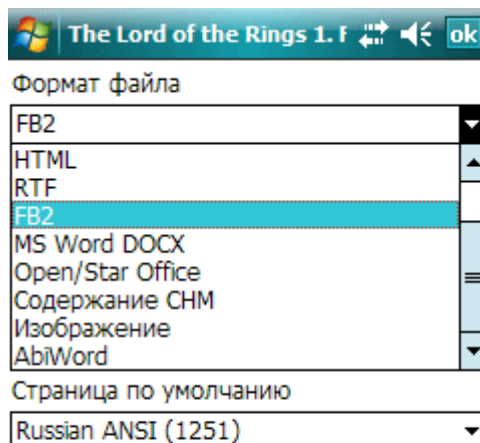 The Lord of the Rings 1. F
ok
Формат файла
FB2
HTML
RTF
FB2
MS Word DOCX
Open/Star Office
Содержание CHM
Изображение
AbiWord
Страница по умолчанию
Russian ANSI (1251)